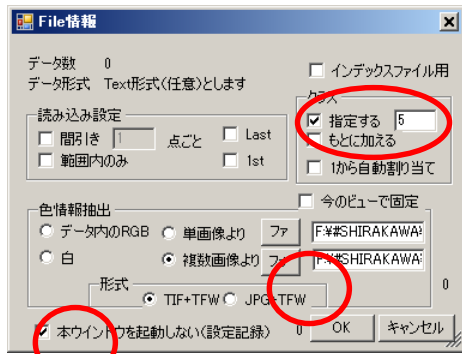 File情報
データ数 0
データ形式 Text形式(任意)とします
インデックスファイル用
クラス
指定する 5
もとに加える
1から自動割り当て
読み込み設定
間引き 1 点ごと Last
範囲内のみ 1st
今のビューで固定
色情報抽出
データ内のRGB 単画像より ファ F:¥#SHIRAKAWA
白 複数画像より ファ F:¥#SHIRAKAWA
形式 0
TIF+TFW JPG+TFW
本ウインドウを起動しない(設定記録) 0 OK キャンセル